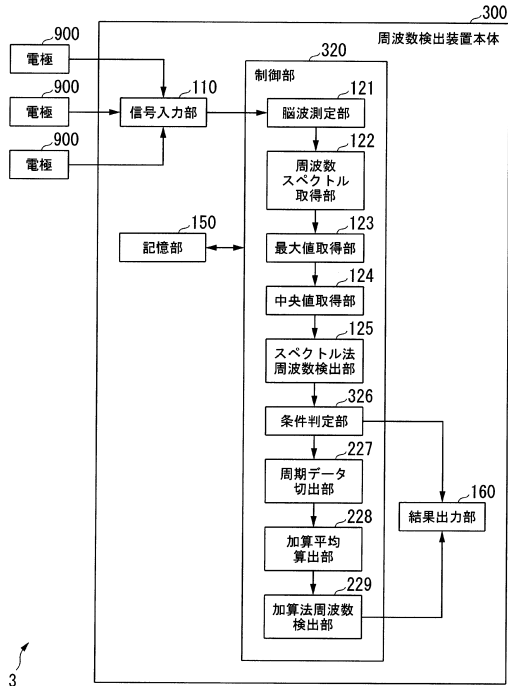 300
周波数検出装置本体
900
電極
900
電極
900
電極
110
信号入力部
150
記憶部
320
制御部
121
脳波測定部
122
周波数
スペクトル
取得部
123
最大値取得部
124
中央値取得部
125
スペクトル法
周波数検出部
326
条件判定部
227
周期データ
切出部
228
加算平均
算出部
229
加算法周波数
検出部
160
結果出力部
3